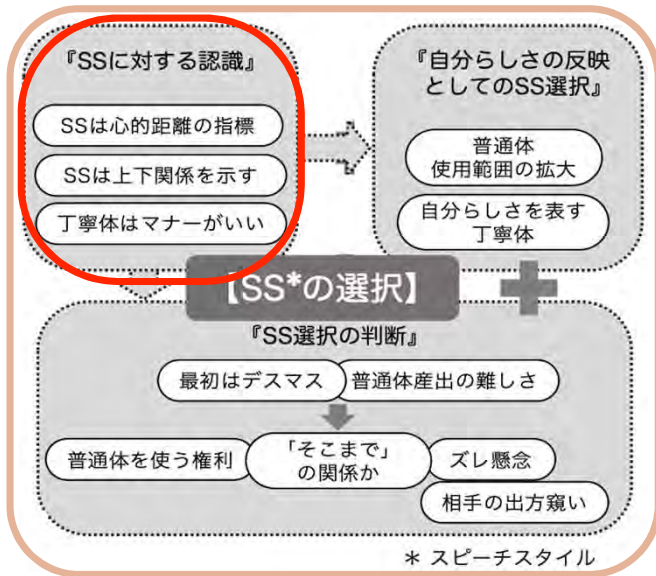 『SSに対する認識』
SSは心的距離の指標
SSは上下関係を示す
丁寧体はマナーがいい
『自分らしさの反映
としてのSS選択』
普通体
使用範囲の拡大
自分らしさを表す
丁寧体
【SS*の選択】
『SS選択の判断』
最初はデスマス
普通体産出の難しさ
普通体を使う権利
「そこまで」
の関係か
ズレ懸念
相手の出方窺い
* スピーチスタイル